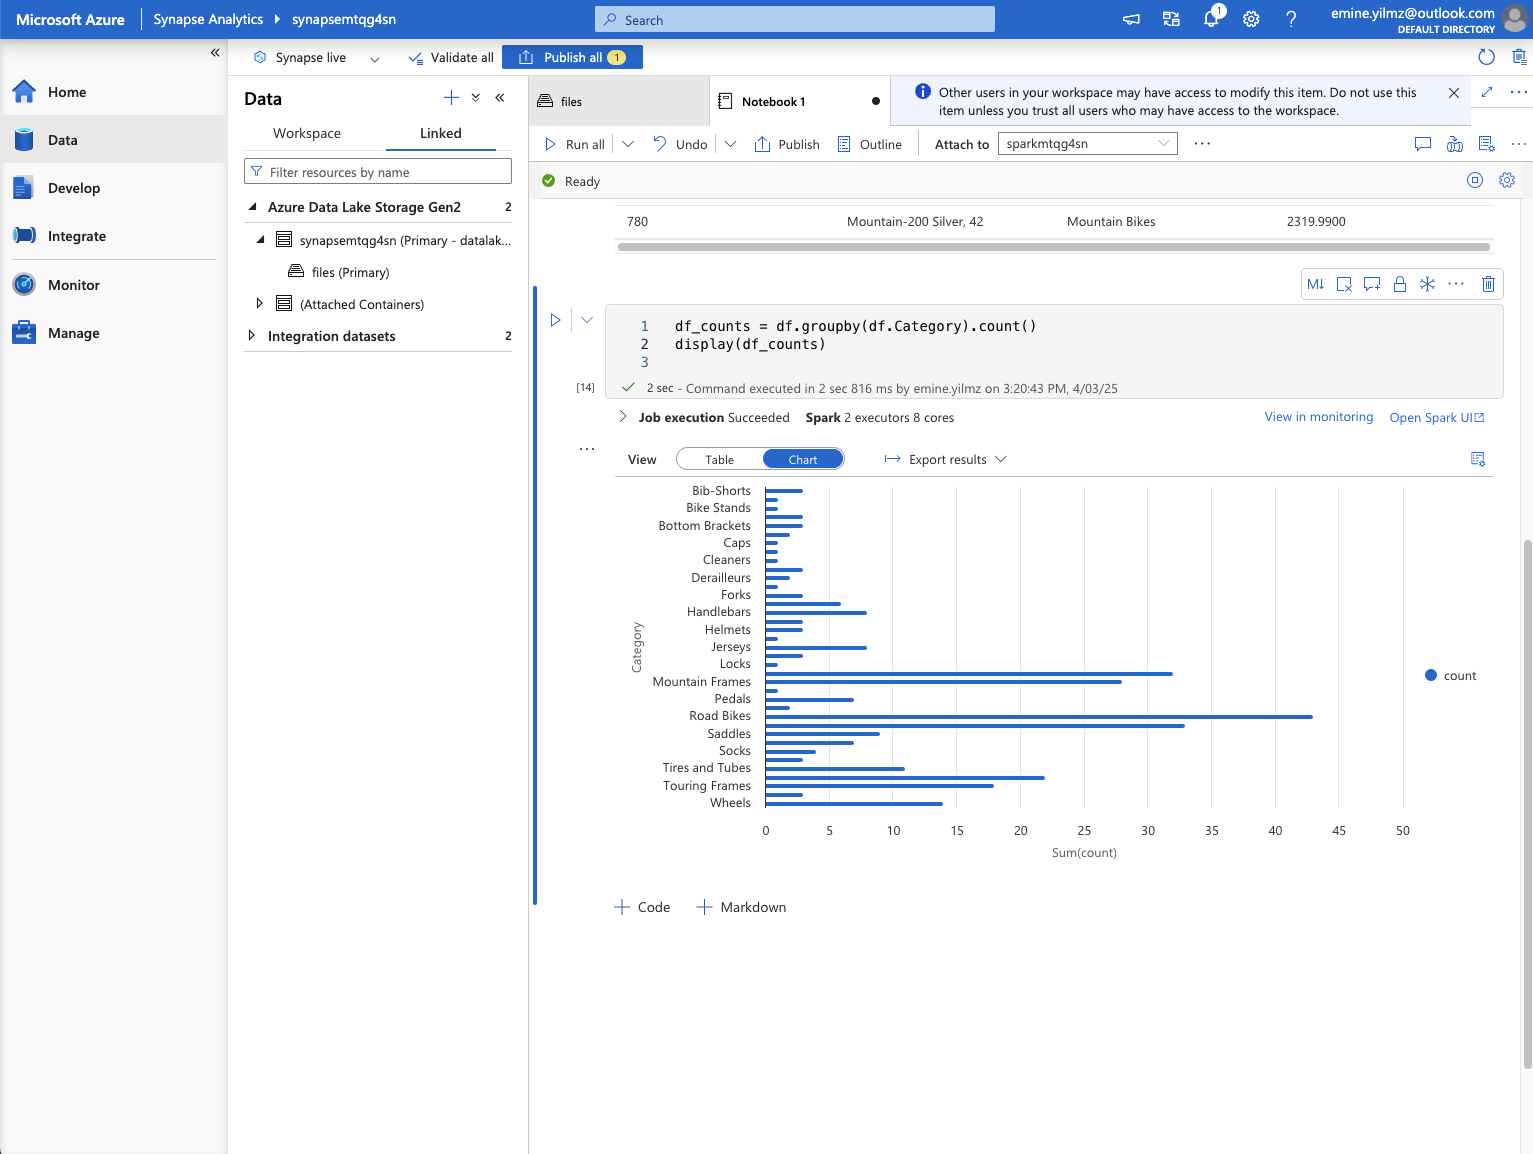 Microsoft Azure
Synapse Analytics
synapsemtqg4sn
Search
1
emine.yilmz@outlook.com
DEFAULT DIRECTORY
Home
Data
Develop
Integrate
Monitor
Manage
Synapse live
Validate all
Publish all 1
Data
Workspace
Linked
Filter resources by name
Azure Data Lake Storage Gen2 2
synapsemtqg4sn (Primary - datalak...
files (Primary)
(Attached Containers)
Integration datasets 2
files
Notebook 1
Other users in your workspace may have access to modify this item. Do not use this
item unless you trust all users who may have access to the workspace.
Run all
Undo
Publish
Outline
Attach to
sparkmtqg4sn
Ready
780 Mountain-200 Silver, 42 Mountain Bikes 2319.9900
M↓
1 df_counts = df.groupby(df.Category).count()
2 display(df_counts)
3
[14]
2 sec - Command executed in 2 sec 816 ms by emine.yilmz on 3:20:43 PM, 4/03/25
Job execution Succeeded Spark 2 executors 8 cores
View in monitoring
Open Spark UI
View
Table
Chart
Export results
Category
Bib-Shorts
Bike Stands
Bottom Brackets
Caps
Cleaners
Derailleurs
Forks
Handlebars
Helmets
Jerseys
Locks
Mountain Frames
Pedals
Road Bikes
Saddles
Socks
Tires and Tubes
Touring Frames
Wheels
count
0 5 10 15 20 25 30 35 40 45 50
Sum(count)
Code
Markdown